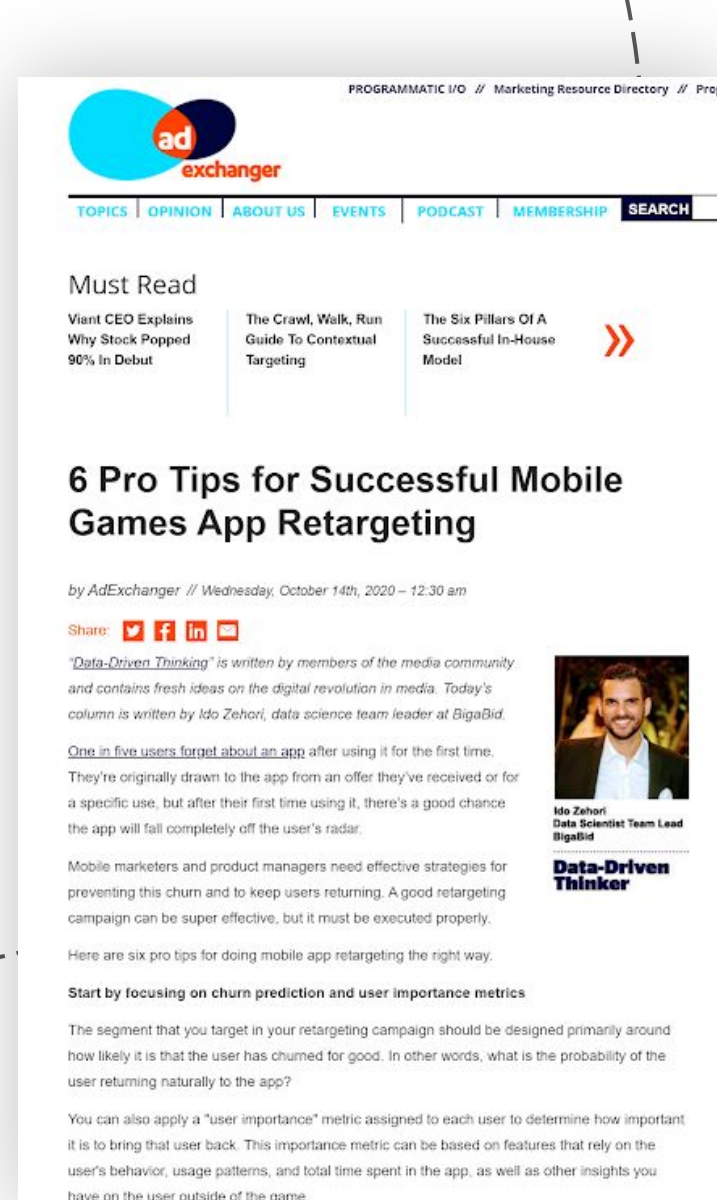 PROGRAMMATIC I/O // Marketing Resource Directory // Prog
ad
exchanger
TOPICS OPINION ABOUT US EVENTS PODCAST MEMBERSHIP SEARCH
Must Read
Viant CEO Explains
Why Stock Popped
90% In Debut
The Crawl, Walk, Run
Guide To Contextual
Targeting
The Six Pillars Of A
Successful In-House
Model
6 Pro Tips for Successful Mobile
Games App Retargeting
by AdExchanger // Wednesday, October 14th, 2020 – 12:30 am
Share:
"Data-Driven Thinking" is written by members of the media community
and contains fresh ideas on the digital revolution in media. Today's
column is written by Ido Zehori, data science team leader at BigaBid.
One in five users forget about an app after using it for the first time.
They're originally drawn to the app from an offer they've received or for
a specific use, but after their first time using it, there's a good chance
the app will fall completely off the user's radar.
Ido Zehori
Data Scientist Team Lead
BigaBid
Data-Driven
Thinker
Mobile marketers and product managers need effective strategies for
preventing this churn and to keep users returning. A good retargeting
campaign can be super effective, but it must be executed properly.
Here are six pro tips for doing mobile app retargeting the right way.
Start by focusing on churn prediction and user importance metrics
The segment that you target in your retargeting campaign should be designed primarily around
how likely it is that the user has churned for good. In other words, what is the probability of the
user returning naturally to the app?
You can also apply a "user importance" metric assigned to each user to determine how important
it is to bring that user back. This importance metric can be based on features that rely on the
user's behavior, usage patterns, and total time spent in the app, as well as other insights you
have on the user outside of the game.